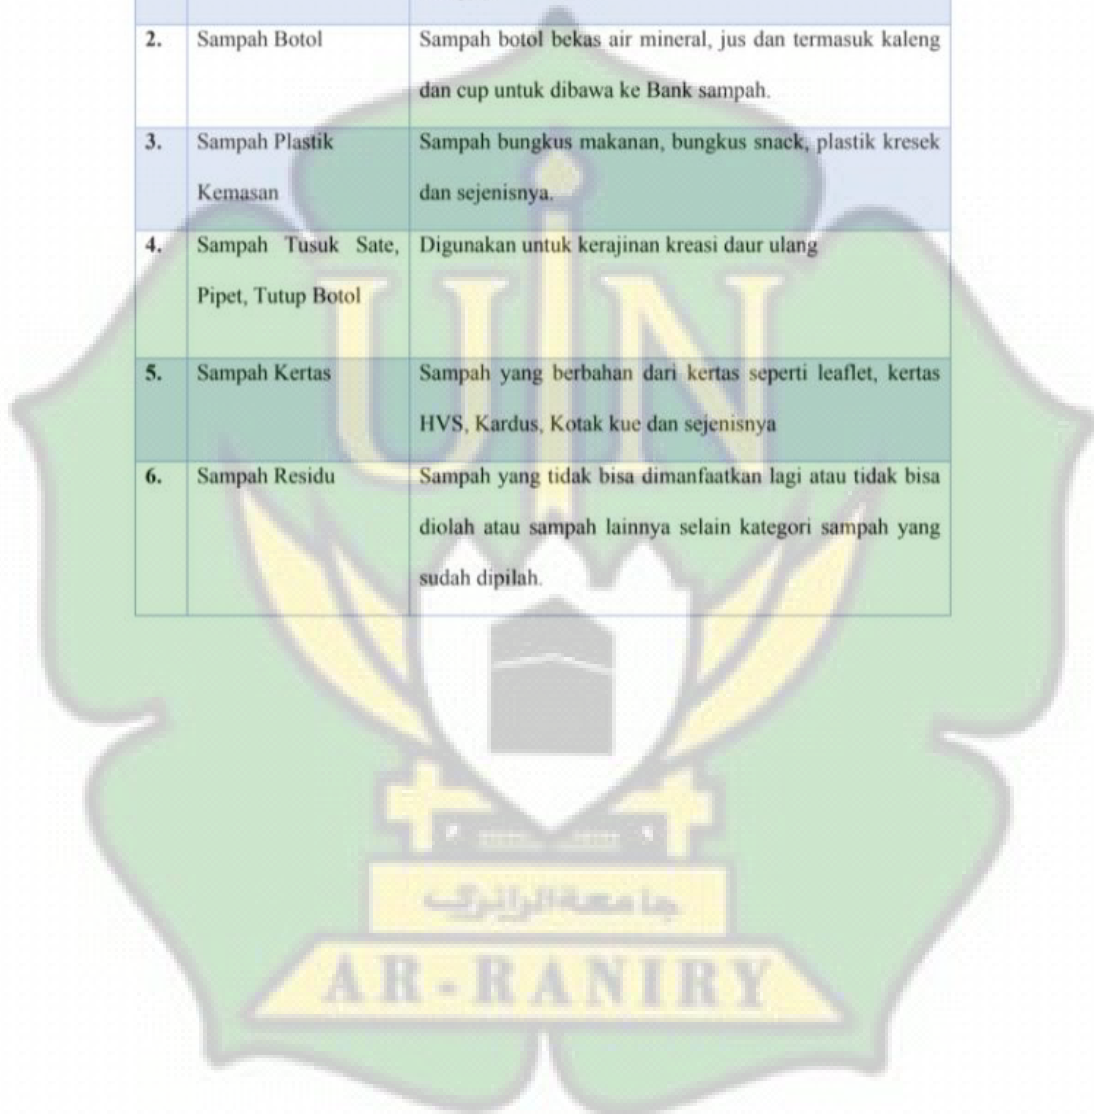 2. Sampah Botol Sampah botol bekas air mineral, jus dan termasuk kaleng
dan cup untuk dibawa ke Bank sampah.
3. Sampah Plastik Sampah bungkus makanan, bungkus snack, plastik kresek
Kemasan dan sejenisnya.
4. Sampah Tusuk Sate, Digunakan untuk kerajinan kreasi daur ulang
Pipet, Tutup Botol
5. Sampah Kertas Sampah yang berbahan dari kertas seperti leaflet, kertas
HVS, Kardus, Kotak kue dan sejenisnya
6. Sampah Residu Sampah yang tidak bisa dimanfaatkan lagi atau tidak bisa
diolah atau sampah lainnya selain kategori sampah yang
sudah dipilah.
UIN
جامعة الرانري
AR-RANIRY